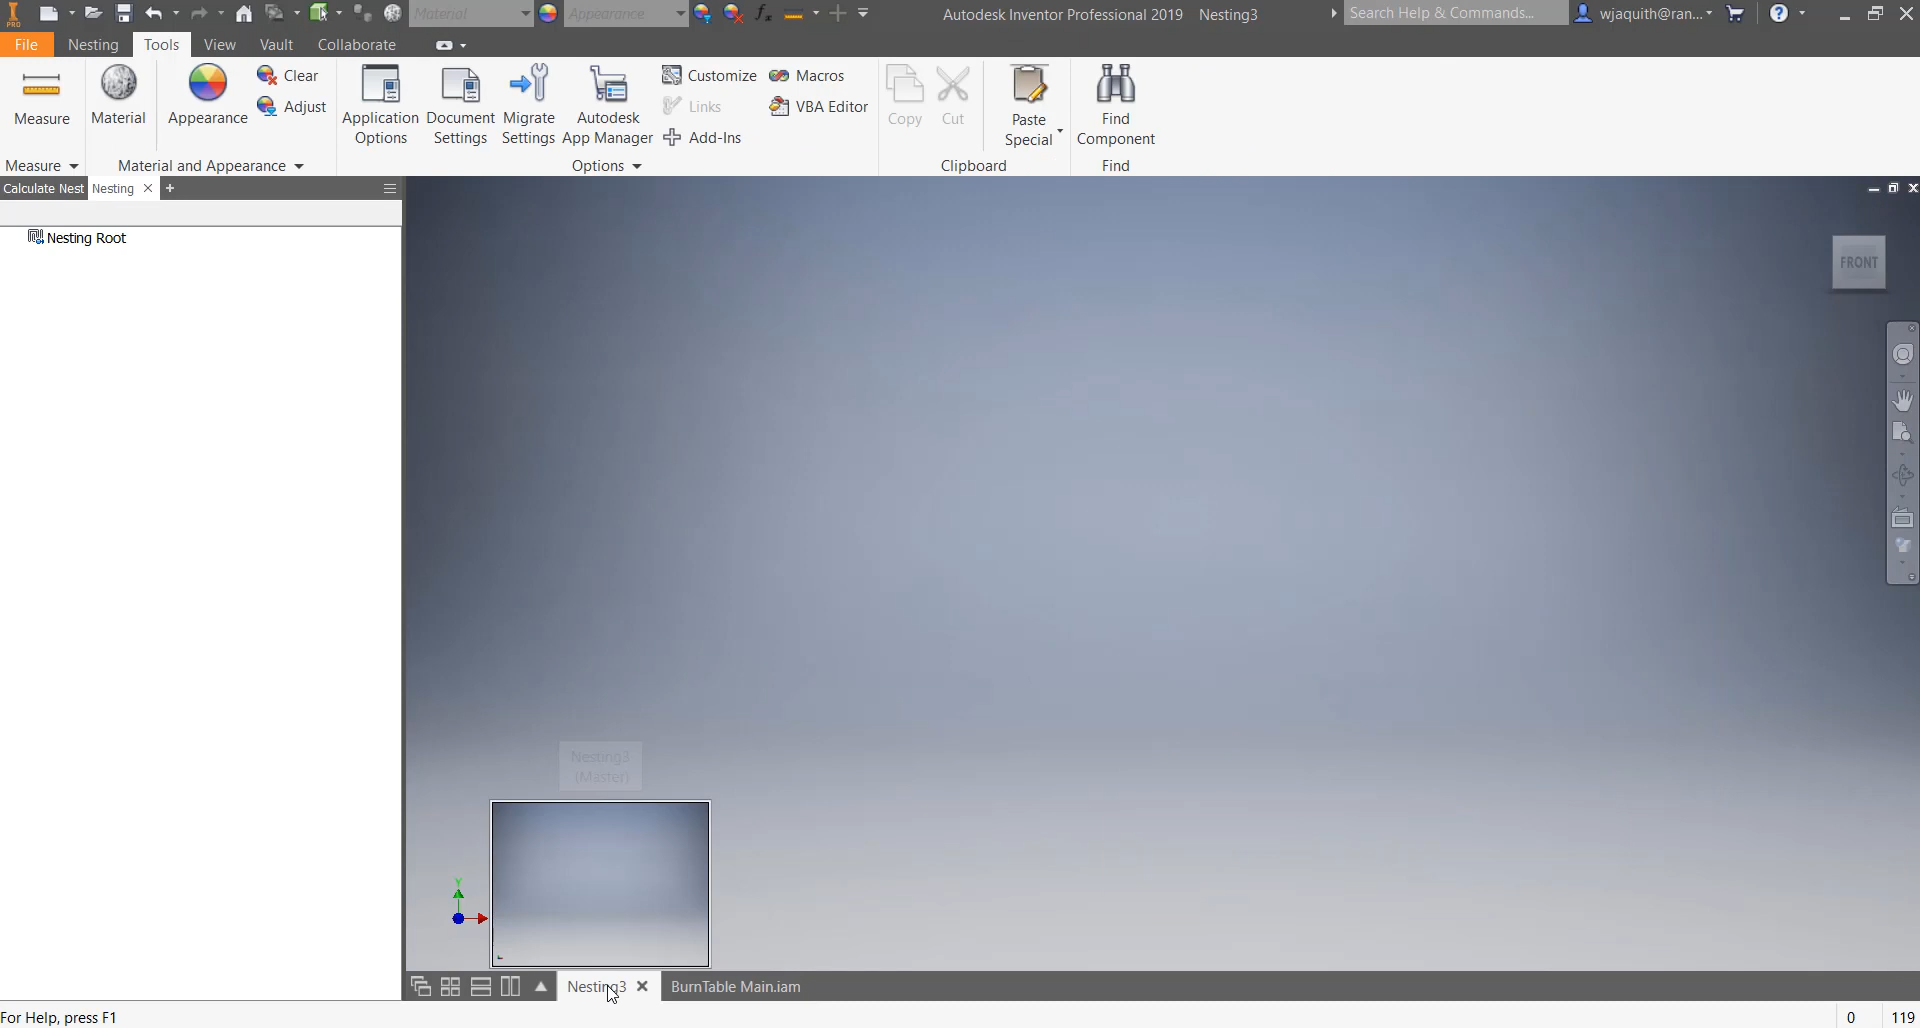 PRO
Material
Appearance
Autodesk Inventor Professional 2019 Nesting3
Search Help & Commands...
wjaquith@ran...
File Nesting Tools View Vault Collaborate
Measure
Material
Appearance
Clear
Adjust
Application Options
Document Settings
Migrate Settings
Autodesk App Manager
Customize
Links
Add-Ins
Macros
VBA Editor
Copy
Cut
Paste Special
Find Component
Measure
Material and Appearance
Options
Clipboard
Find
Calculate Nest
Nesting
Nesting Root
FRONT
Nesting3
(Master)
Y
Nesting3
BurnTable Main.iam
For Help, press F1
0
119